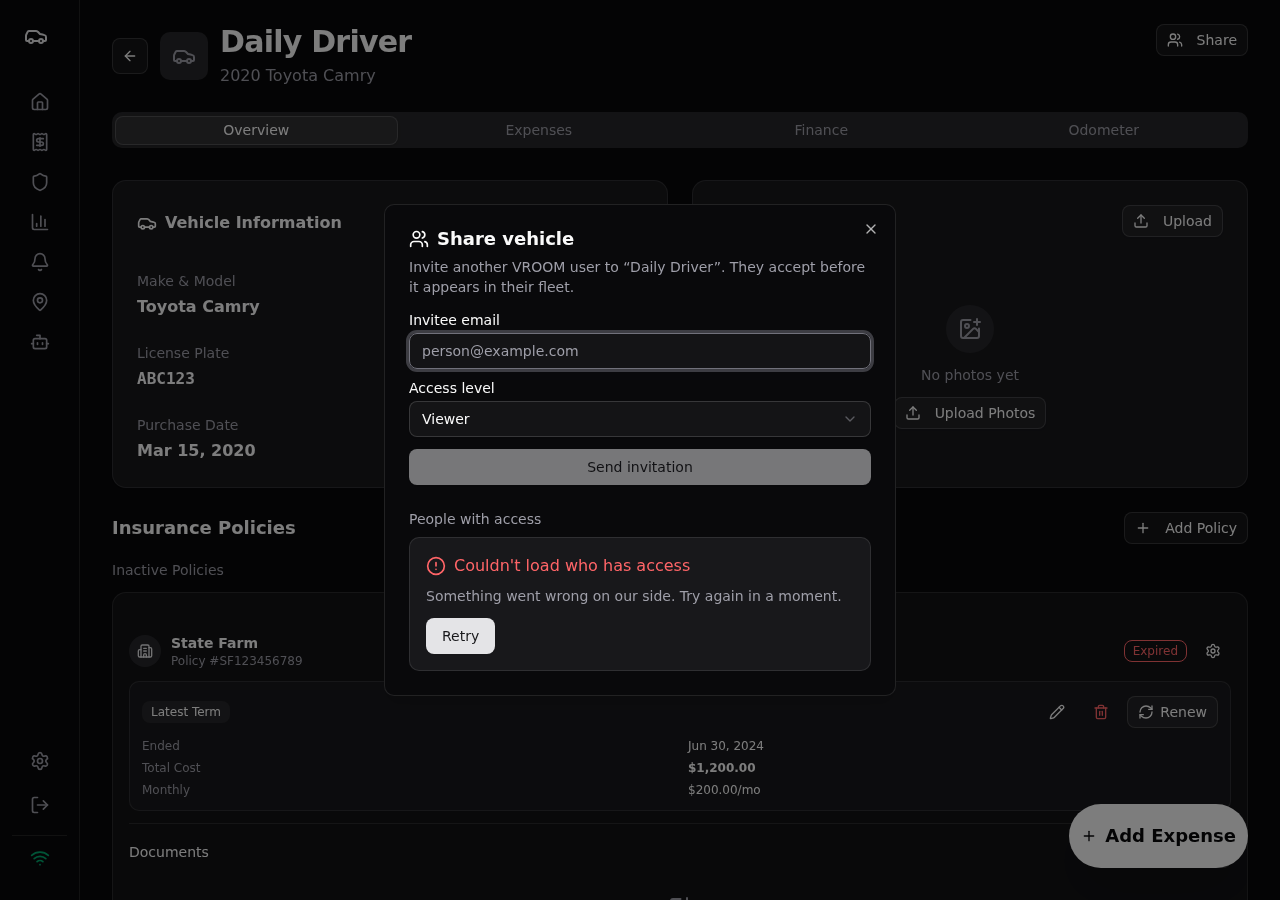 Daily Driver
2020 Toyota Camry
Share
Overview
Expenses
Finance
Odometer
Vehicle Information
Upload
Make & Model
Toyota Camry
License Plate
ABC123
Purchase Date
Mar 15, 2020
No photos yet
Upload Photos
Share vehicle
Invite another VROOM user to “Daily Driver”. They accept before
it appears in their fleet.
Invitee email
person@example.com
Access level
Viewer
Send invitation
People with access
Couldn't load who has access
Something went wrong on our side. Try again in a moment.
Retry
Insurance Policies
Add Policy
Inactive Policies
State Farm
Policy #SF123456789
Expired
Latest Term
Renew
Ended
Jun 30, 2024
Total Cost
$1,200.00
Monthly
$200.00/mo
Add Expense
Documents